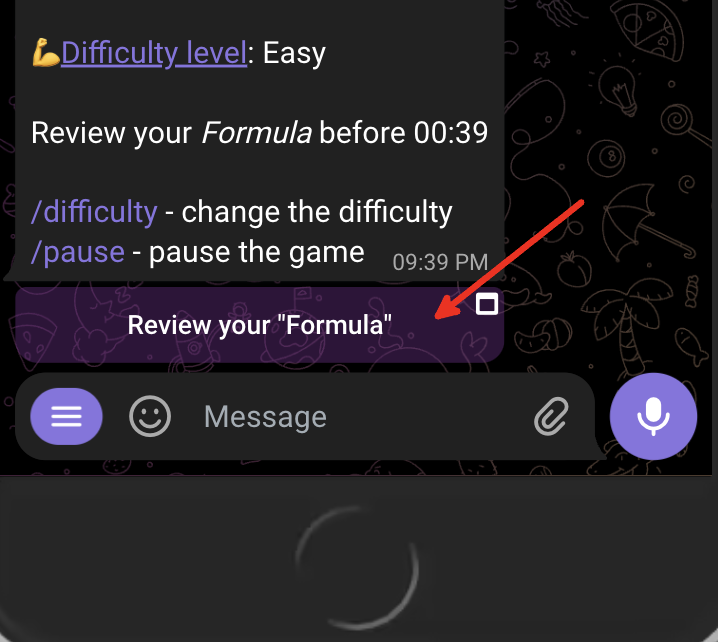 💪Difficulty level: Easy
Review your Formula before 00:39
/difficulty - change the difficulty
/pause - pause the game
09:39 PM
Review your "Formula"
Message